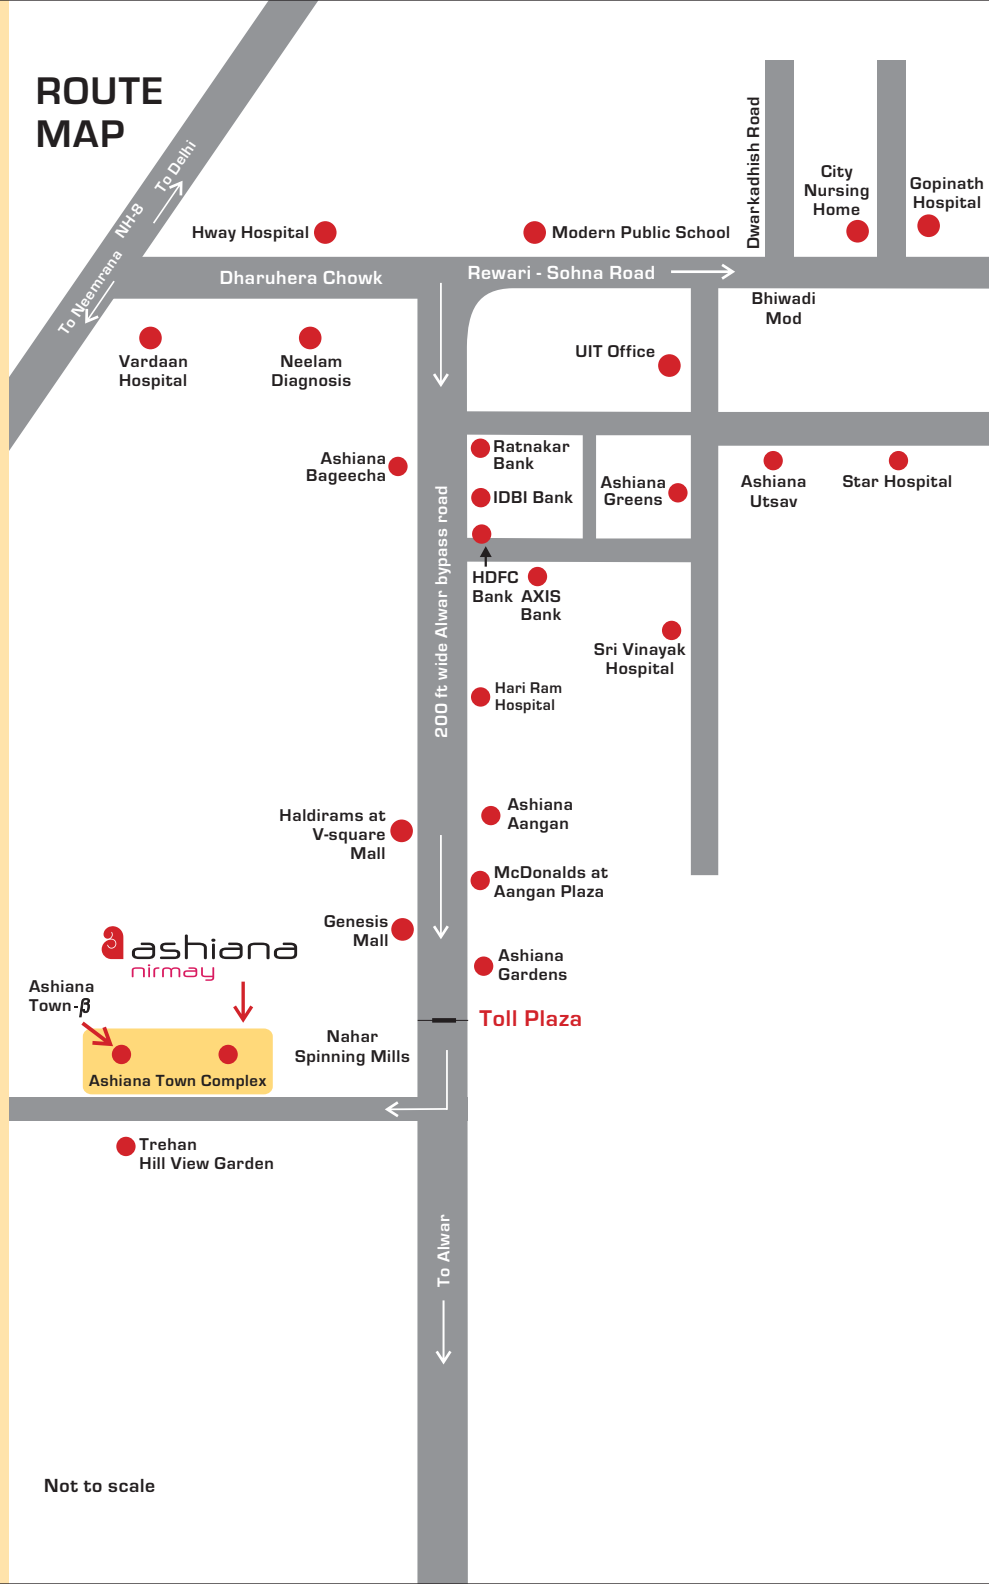 ROUTE
MAP
To Delhi
NH-8
To Neemrana
Dwarkadhish Road
City
Nursing
Home
Gopinath
Hospital
Hway Hospital
Modern Public School
Dharuhera Chowk
Rewari - Sohna Road
Bhiwadi
Mod
Vardaan
Hospital
Neelam
Diagnosis
UIT Office
Ashiana
Bageecha
Ratnakar
Bank
IDBI Bank
Ashiana
Greens
Ashiana
Utsav
Star Hospital
200 ft wide Alwar bypass road
HDFC
Bank
AXIS
Bank
Sri Vinayak
Hospital
Hari Ram
Hospital
Haldirams at
V-square
Mall
Ashiana
Aangan
McDonalds at
Aangan Plaza
Genesis
Mall
ashiana
nirmay
Ashiana
Gardens
Ashiana
Town-β
Toll Plaza
Nahar
Spinning Mills
Ashiana Town Complex
Trehan
Hill View Garden
To Alwar
Not to scale